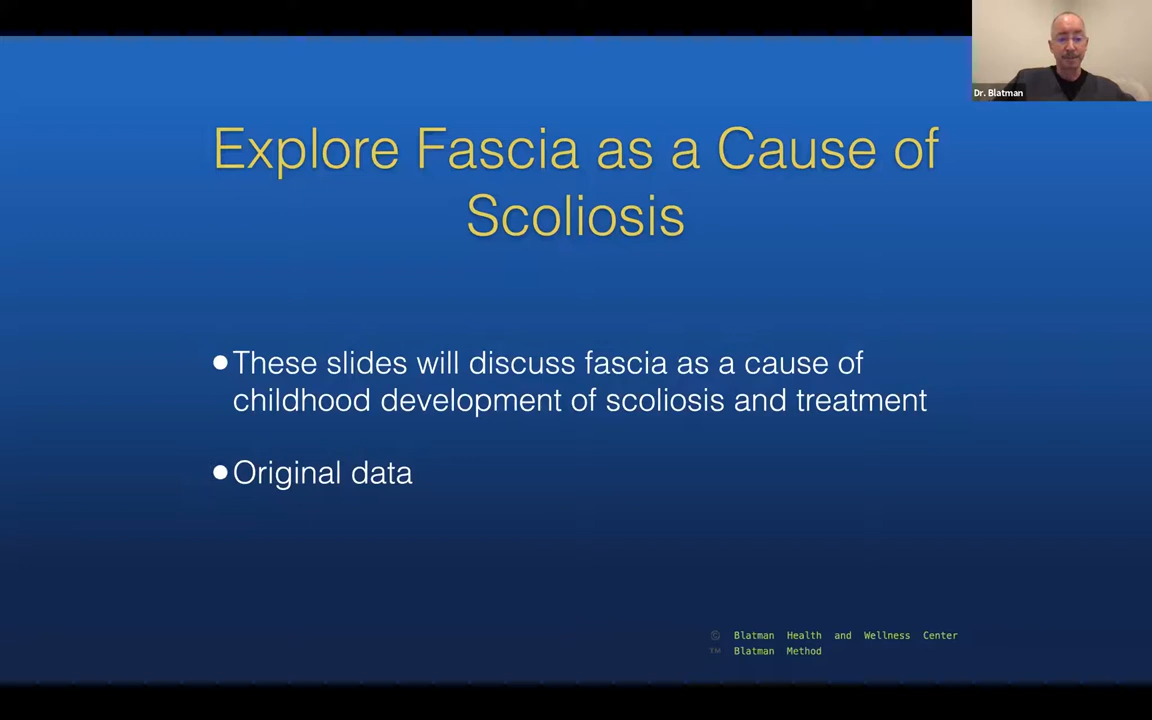 Dr. Blatman
Explore Fascia as a Cause of
Scoliosis
●These slides will discuss fascia as a cause of
childhood development of scoliosis and treatment
●Original data
© Blatman Health and Wellness Center
™ Blatman Method